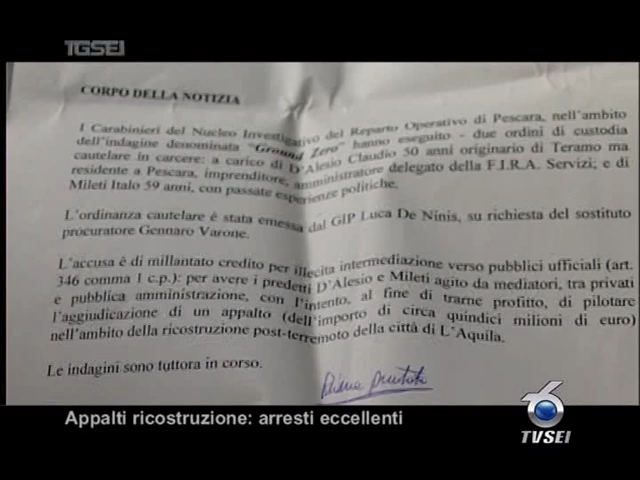 TGSEI
CORPO DELLA NOTIZIA
I Carabinieri del Nucleo Investigativo del Reparto Operativo di Pescara, nell'ambito
dell'indagine denominata "Ground Zero" hanno eseguito - due ordini di custodia
cautelare in carcere: a carico di D'Alesio Claudio 50 anni originario di Teramo ma
residente a Pescara, imprenditore, amministratore delegato della F.I.R.A. Servizi; e di
Mileti Italo 59 anni, con passate esperienze politiche.
L'ordinanza cautelare è stata emessa dal GIP Luca De Ninis, su richiesta del sostituto
procuratore Gennaro Varone.
L'accusa è di millantato credito per illecita intermediazione verso pubblici ufficiali (art.
346 comma 1 c.p.): per avere i predetti D'Alesio e Mileti agito da mediatori, tra privati
e pubblica amministrazione, con l'intento, al fine di trarne profitto, di pilotare
l'aggiudicazione di un appalto (dell'importo di circa quindici milioni di euro)
nell'ambito della ricostruzione post-terremoto della città di L'Aquila.
Le indagini sono tuttora in corso.
Appalti ricostruzione: arresti eccellenti
6
TVSEI